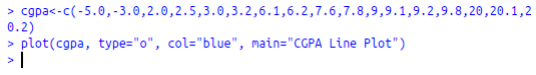 > cgpa<-c(-5.0,-3.0,2.0,2.5,3.0,3.2,6.1,6.2,7.6,7.8,9,9.1,9.2,9.8,20,20.1,2
0.2)
> plot(cgpa, type="o", col="blue", main="CGPA Line Plot")
>